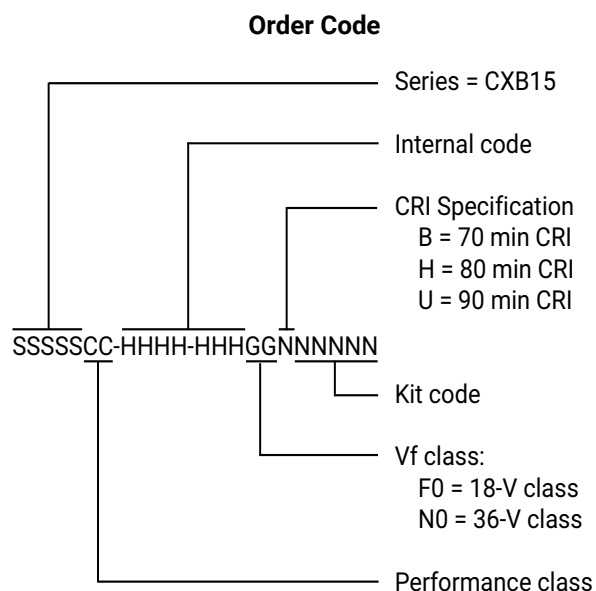 Order Code
Series = CXB15
Internal code
CRI Specification
B = 70 min CRI
H = 80 min CRI
U = 90 min CRI
SSSSSCC-HHHH-HHHGGNNNNNN
Kit code
Vf class:
F0 = 18-V class
N0 = 36-V class
Performance class